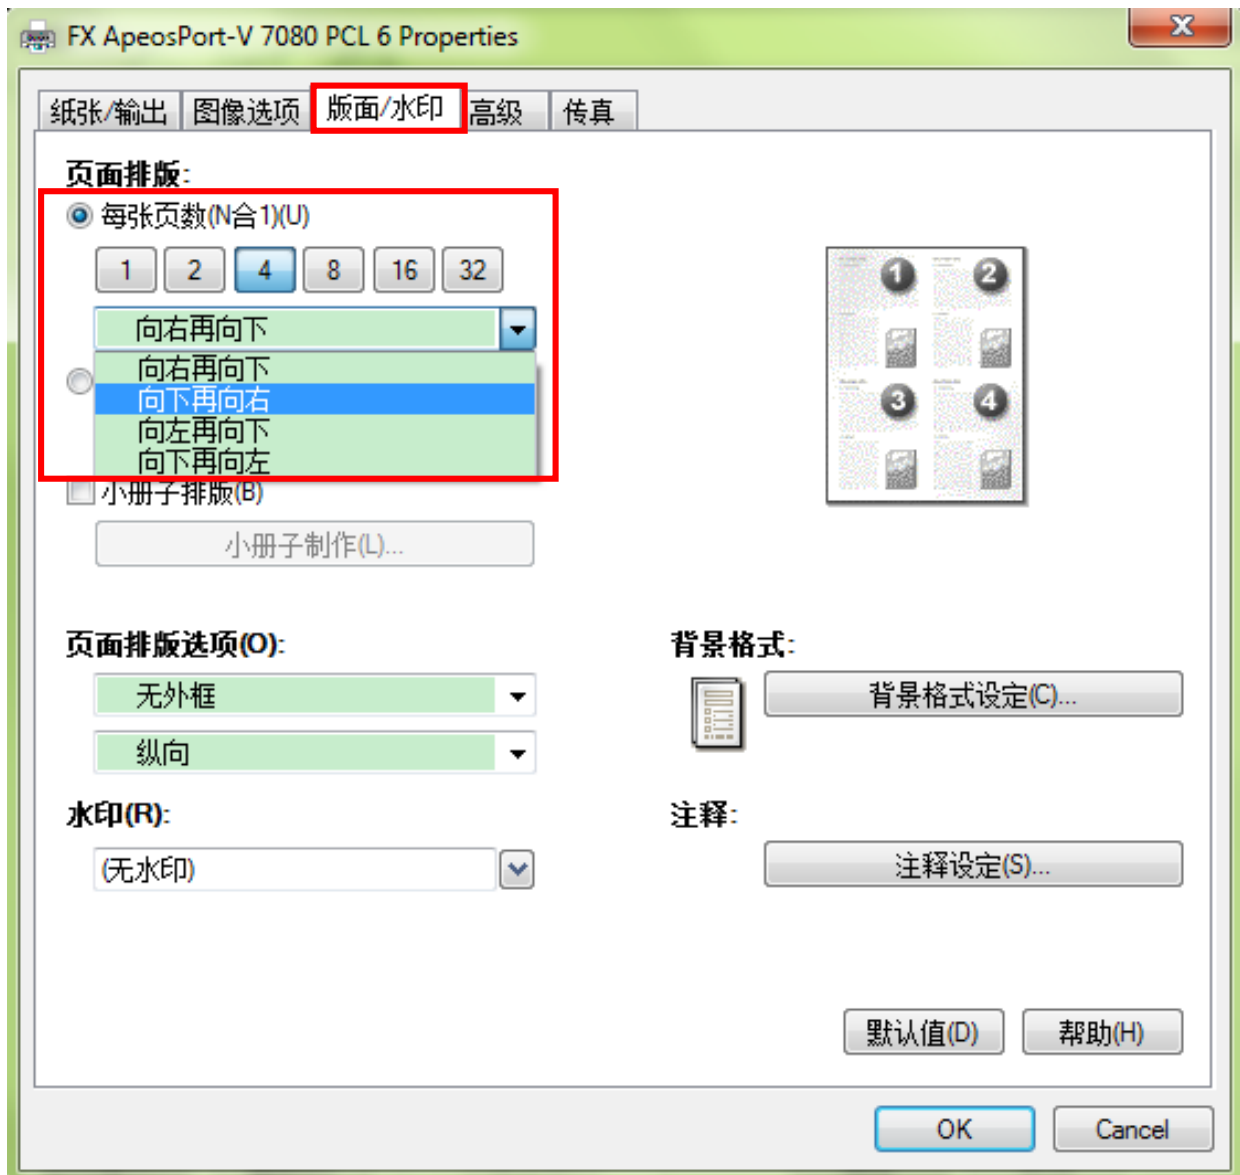 FX ApeosPort-V 7080 PCL 6 Properties
纸张/输出 图像选项 版面/水印 高级 传真
页面排版:
每张页数(N合1)(U)
1 2 4 8 16 32
向右再向下
向右再向下
向下再向右
向左再向下
向下再向左
1 2
3 4
小册子排版(B)
小册子制作(L)...
页面排版选项(O):
无外框
纵向
背景格式:
背景格式设定(C)...
水印(R):
(无水印)
注释:
注释设定(S)...
默认值(D) 帮助(H)
OK Cancel